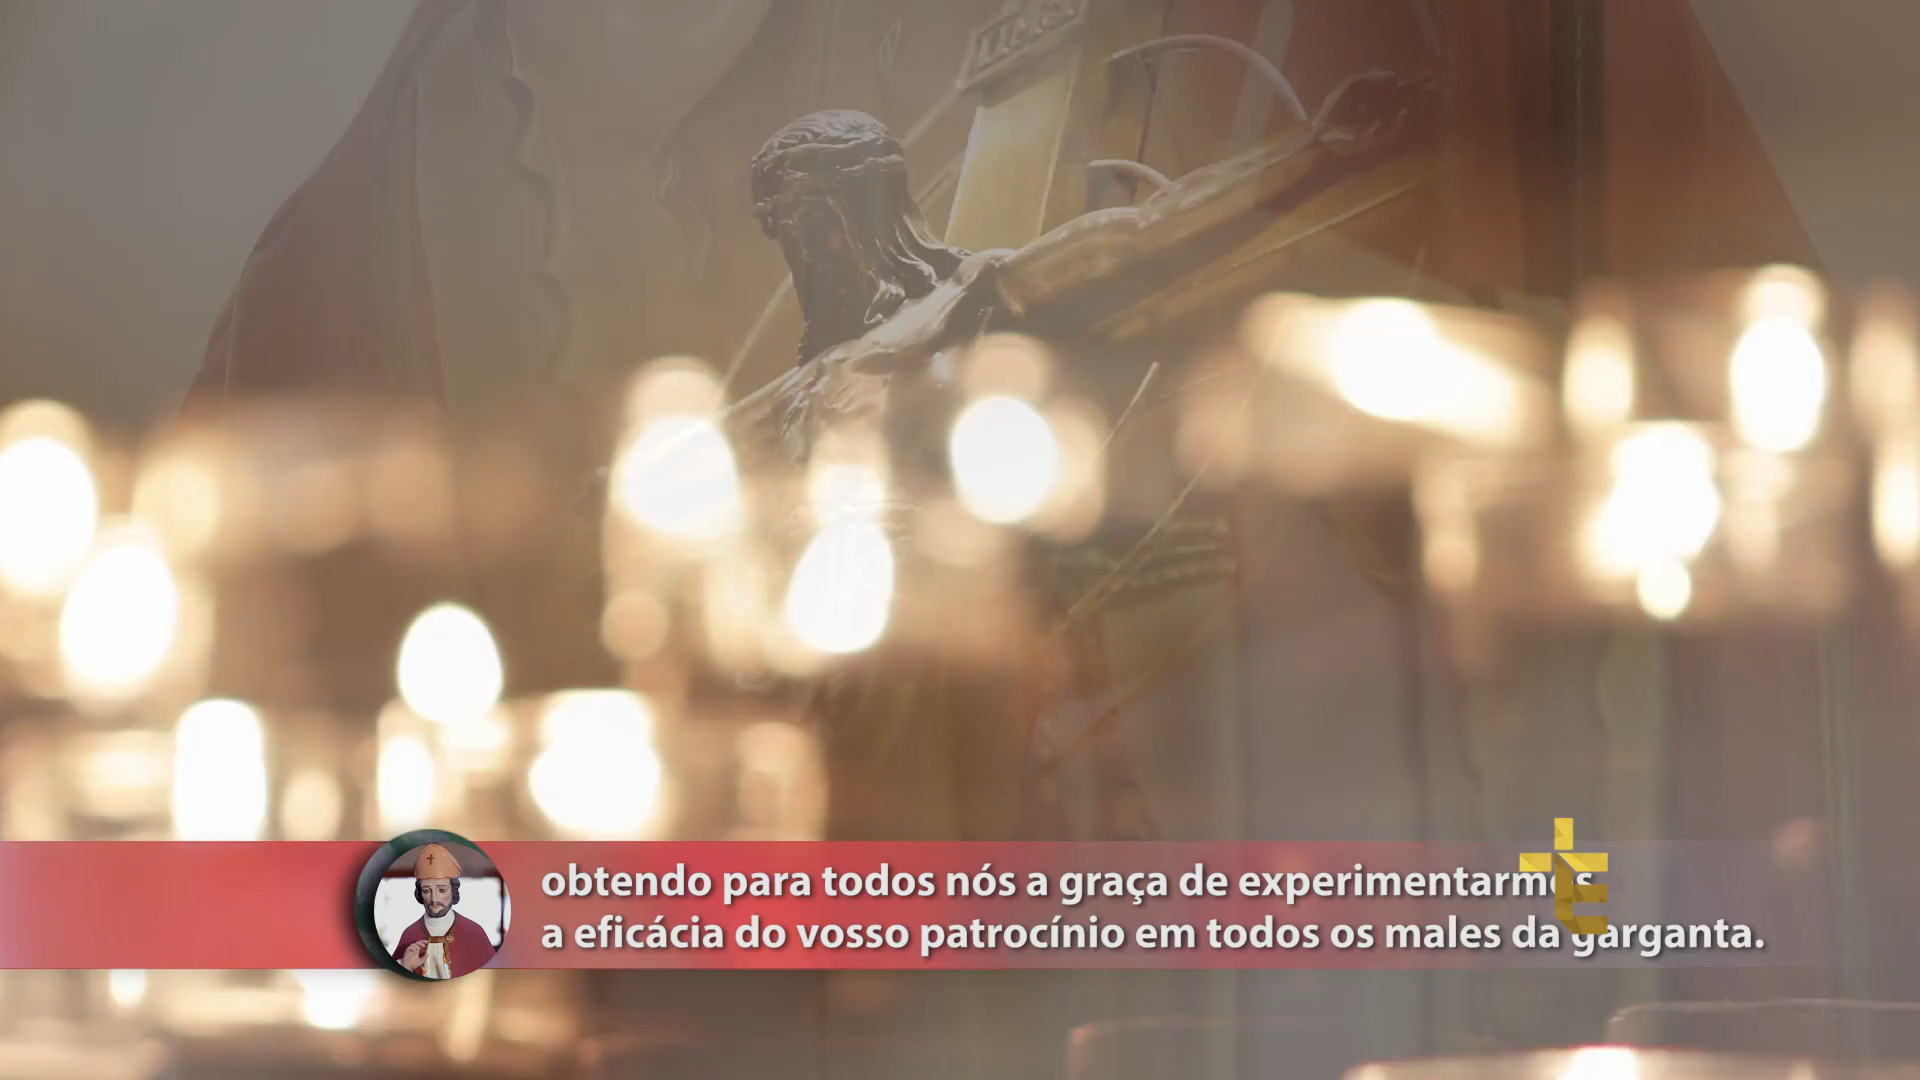 obtendo para todos nós a graça de experimentarmos
a eficácia do vosso patrocínio em todos os males da garganta.